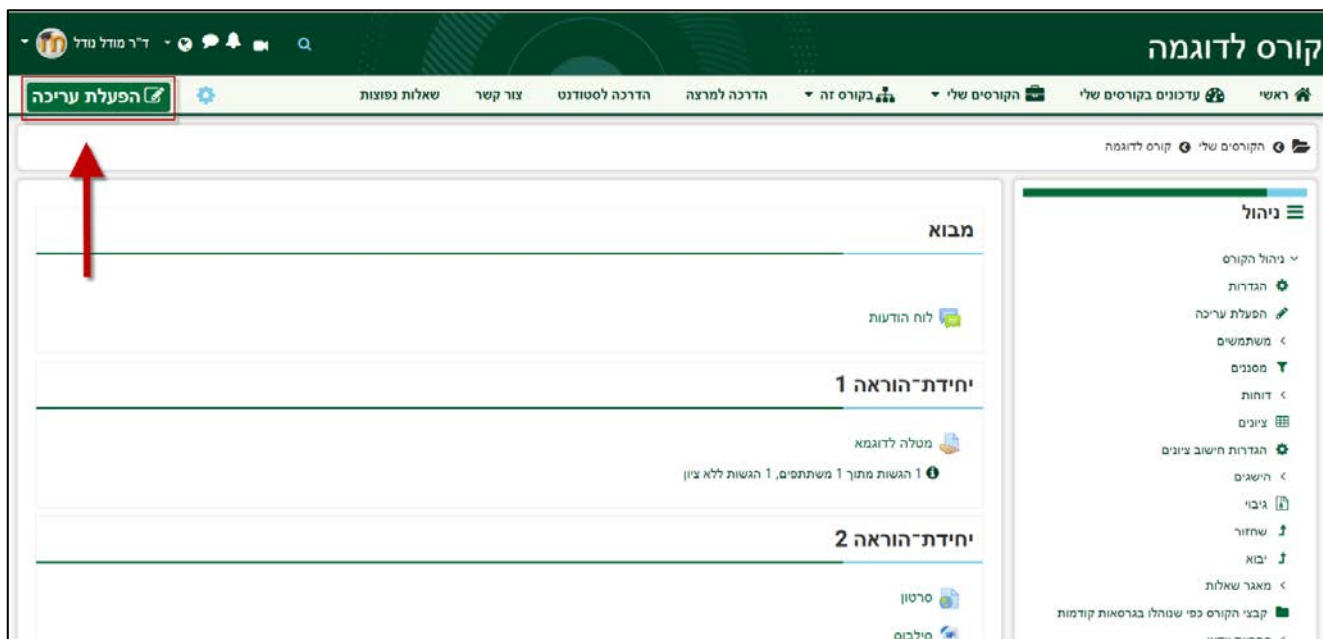 קורס לדוגמה
ד"ר מודל נודל
ראשי
עדכונים בקורסים שלי
הקורסים שלי
בקורס זה
הדרכה למרצה
הדרכה לסטודנט
צור קשר
שאלות נפוצות
הפעלת עריכה
הקורסים שלי קורס לדוגמה
ניהול
ניהול הקורס
הגדרות
הפעלת עריכה
משתמשים
מסננים
דוחות
ציונים
הגדרות חישוב ציונים
הישגים
גיבוי
שחזור
יבוא
מאגר שאלות
קבצי הקורס כפי שנוהלו בגרסאות קודמות
מבוא
לוח הודעות
יחידת־הוראה 1
מטלה לדוגמא
1 הגשות מתוך 1 משתתפים, 1 הגשות ללא ציון
יחידת־הוראה 2
סרטון
סילבוס